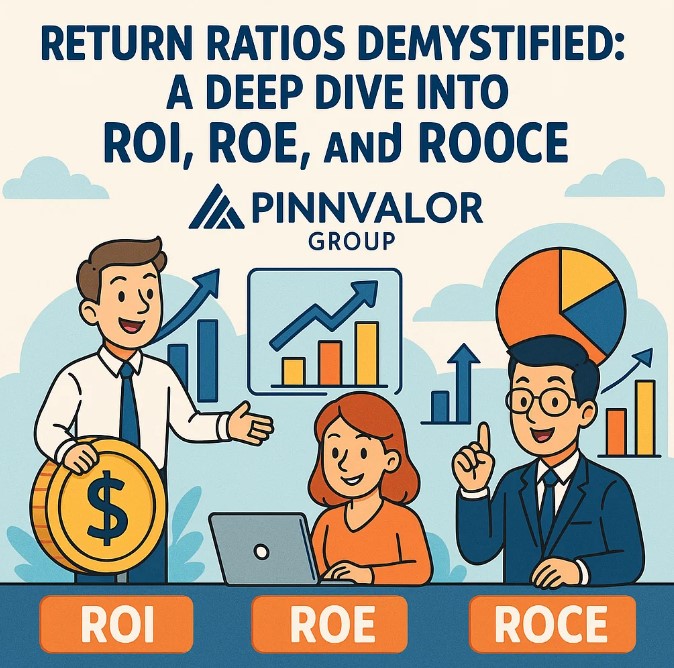 RETURN RATIOS DEMYSTIFIED:
A DEEP DIVE INTO
ROI, ROE, AND ROOCE
PINNVALOR
GROUP
$
ROI
ROE
ROCE